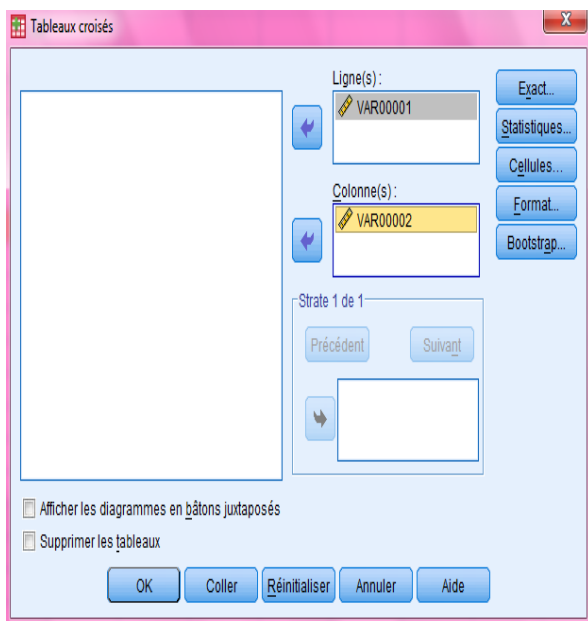 Tableaux croisés
X
Ligne(s) :
VAR00001
Exact...
Statistiques...
Cellules...
Colonne(s) :
VAR00002
Format...
Bootstrap...
Strate 1 de 1
Précédent
Suivant
Afficher les diagrammes en bâtons juxtaposés
Supprimer les tableaux
OK
Coller
Réinitialiser
Annuler
Aide